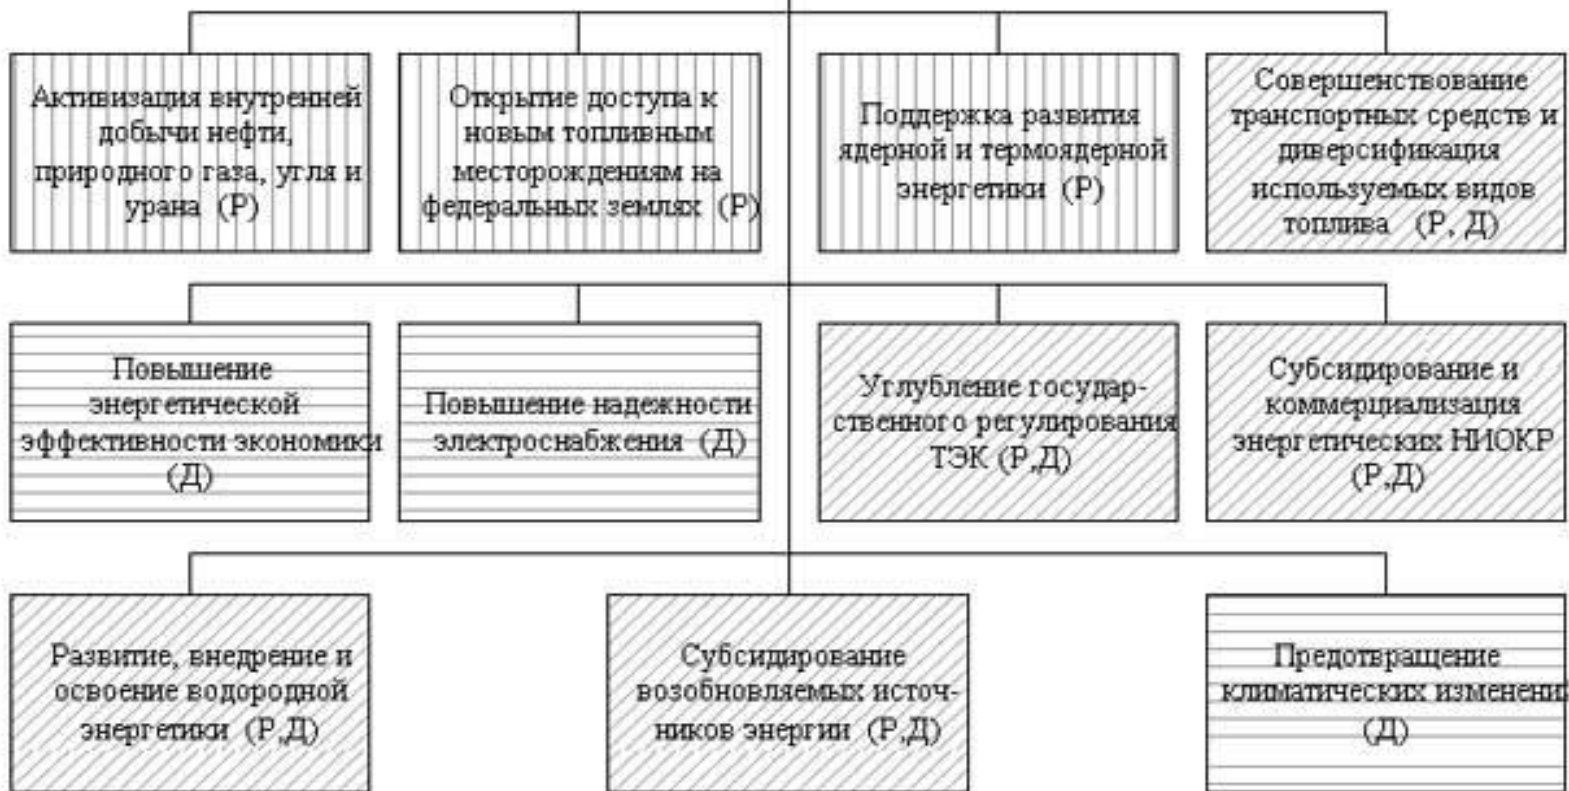 Активизация внутренней
добычи нефти,
природного газа, угля и
урана (Р)
Открытие доступа к
новым топливным
месторождениям на
федеральных землях (Р)
Поддержка развития
ядерной и термоядерной
энергетики (Р)
Совершенствование
транспортных средств и
диверсификация
используемых видов
топлива (Р, Д)
Повышение
энергетической
эффективности экономики
(Д)
Повышение надежности
электроснабжения (Д)
Углубление государ-
ственного регулирования
ТЭК (Р,Д)
Субсидирование и
коммерциализация
энергетических НИОКР
(Р,Д)
Развитие, внедрение и
освоение водородной
энергетики (Р,Д)
Субсидирование
возобновляемых источ-
ников энергии (Р,Д)
Предотвращение
климатических изменени
(Д)